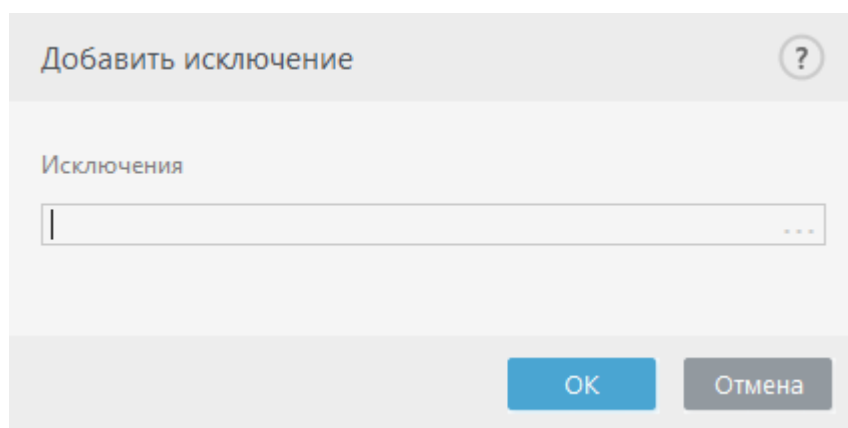 Добавить исключение
?
Исключения
...
OK
Отмена